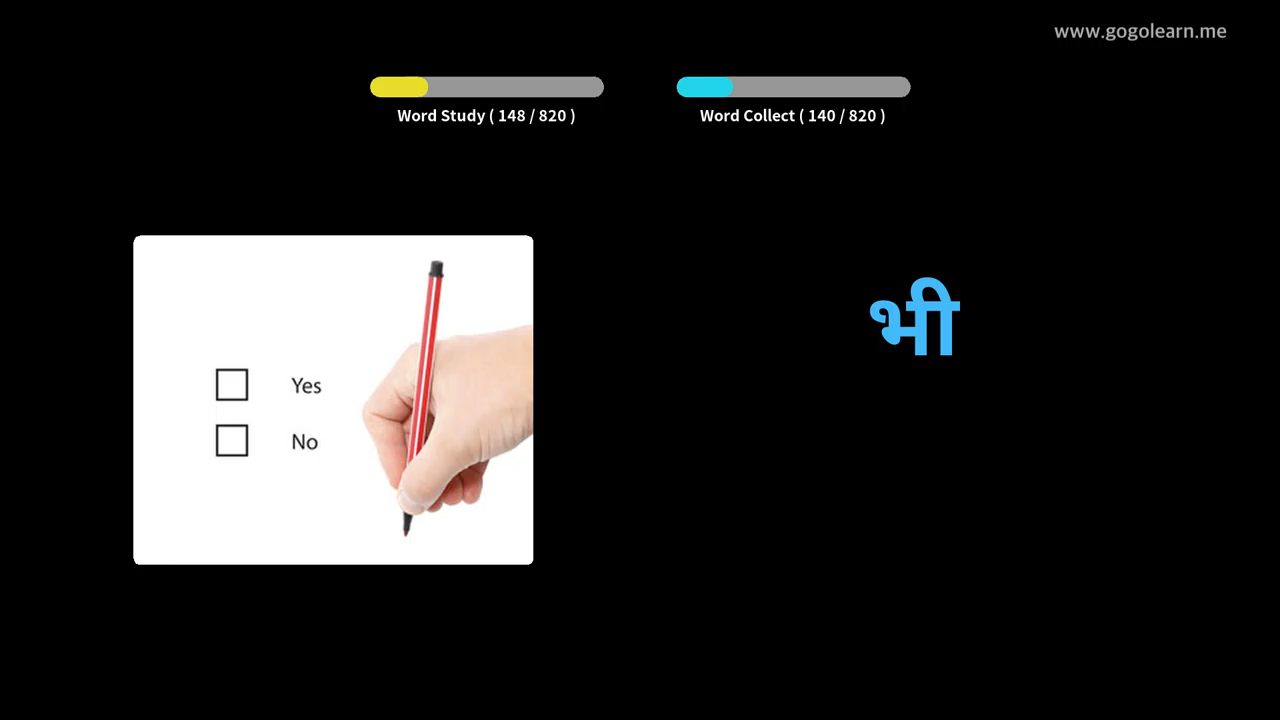 www.gogolearn.me
Word Study ( 148 / 820 )
Word Collect ( 140 / 820 )
भी
Yes
No